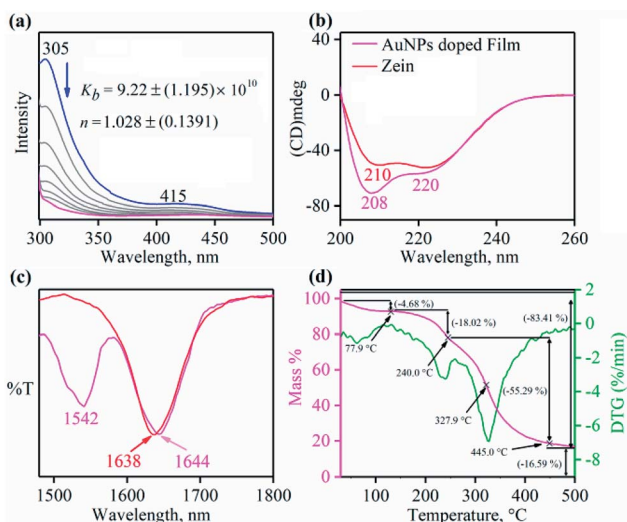 (a)
305
K_b = 9.22 ± (1.195) × 10^10
n = 1.028 ± (0.1391)
415
Intensity
300 350 400 450 500
Wavelength, nm
(b)
40
0
-40
-80
AuNPs doped Film
Zein
210
220
208
(CD)mdeg
200 220 240 260
Wavelength, nm
(c)
%T
1542
1638
1644
1500 1600 1700 1800
Wavelength, nm
(d)
100
80
60
40
20
0
Mass %
(-4.68 %)
(-18.02 %)
(-83.41 %)
77.9 °C
240.0 °C
(-55.29 %)
327.9 °C
445.0 °C
(-16.59 %)
2
0
-2
-4
-6
-8
DTG (%/min)
100 200 300 400 500
Temperature, °C